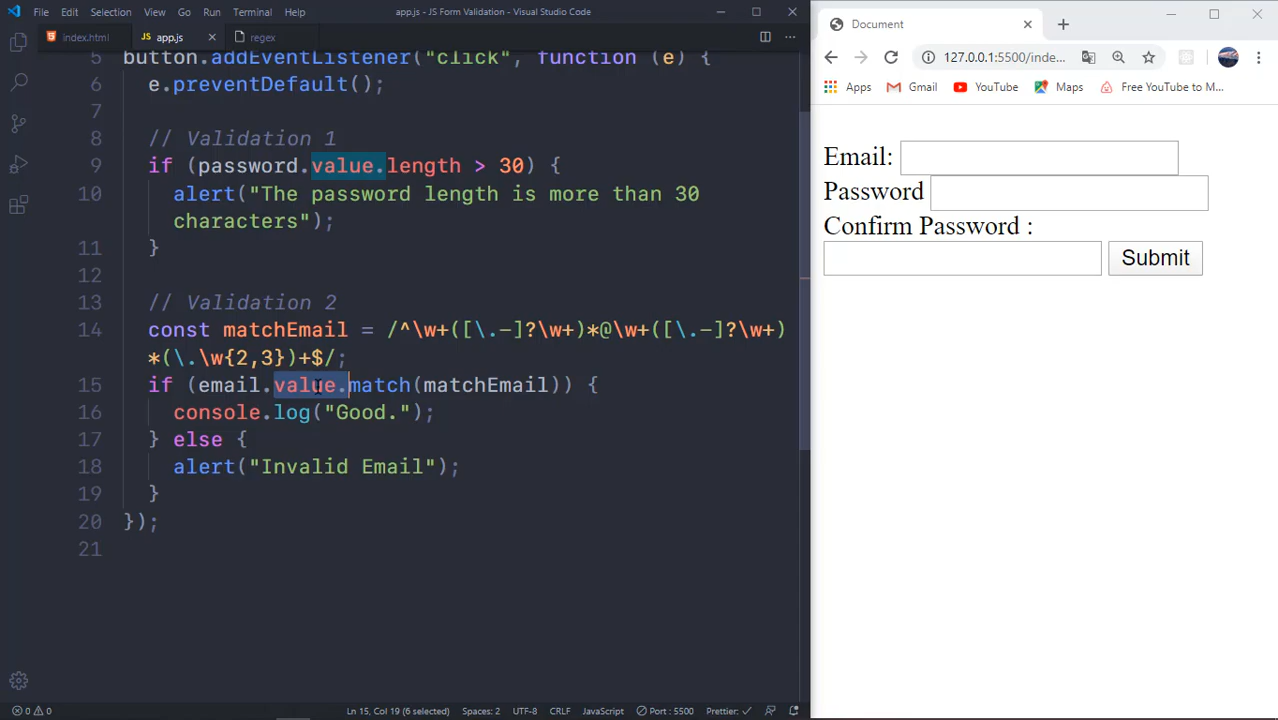 File Edit Selection View Go Run Terminal Help app.js - JS Form Validation - Visual Studio Code
index.html JS app.js × regex
5 button.addEventListener("click", function (e) {
6 e.preventDefault();
7
8 // Validation 1
9 if (password.value.length > 30) {
10 alert("The password length is more than 30
characters");
11 }
12
13 // Validation 2
14 const matchEmail = /^\w+([\.-]?\w+)*@\w+([\.-]?\w+)
*(\.\w{2,3})+$/;
15 if (email.value.match(matchEmail)) {
16 console.log("Good.");
17 } else {
18 alert("Invalid Email");
19 }
20 });
21
0 0 Ln 15, Col 19 (6 selected) Spaces: 2 UTF-8 CRLF JavaScript Port : 5500 Prettier: ✓
Document
127.0.0.1:5500/inde...
Apps Gmail YouTube Maps Free YouTube to M...
Email:
Password
Confirm Password :
Submit